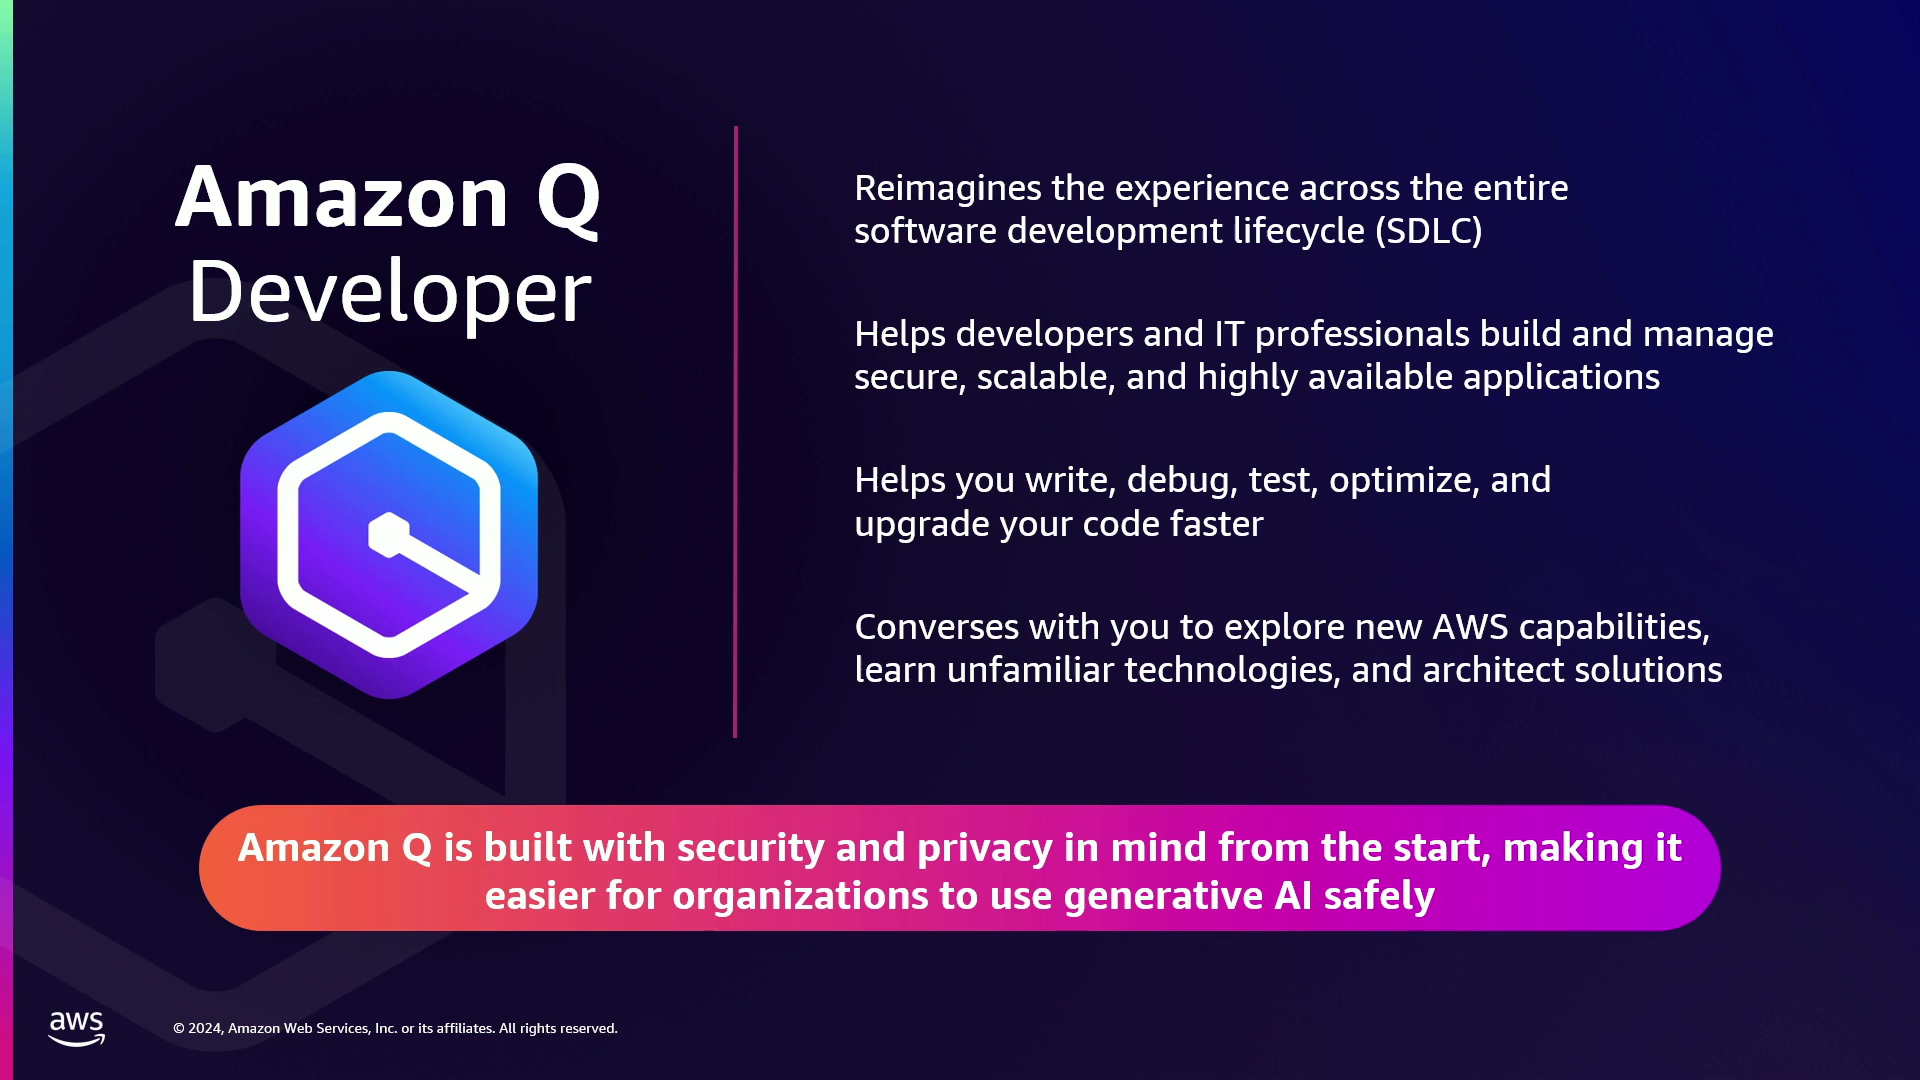 Amazon Q
Developer
Reimagines the experience across the entire
software development lifecycle (SDLC)
Helps developers and IT professionals build and manage
secure, scalable, and highly available applications
Helps you write, debug, test, optimize, and
upgrade your code faster
Converses with you to explore new AWS capabilities,
learn unfamiliar technologies, and architect solutions
Amazon Q is built with security and privacy in mind from the start, making it
easier for organizations to use generative AI safely
aws
© 2024, Amazon Web Services, Inc. or its affiliates. All rights reserved.